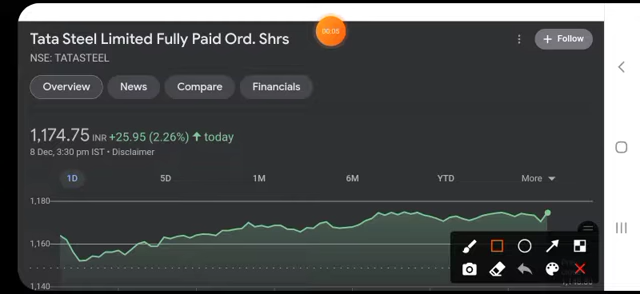 Tata Steel Limited Fully Paid Ord. Shrs
00:05
Follow
NSE: TATASTEEL
Overview
News
Compare
Financials
1,174.75 INR +25.95 (2.26%) ↑ today
8 Dec, 3:30 pm IST • Disclaimer
1D
5D
1M
6M
YTD
More
1,180
1,160
1,140